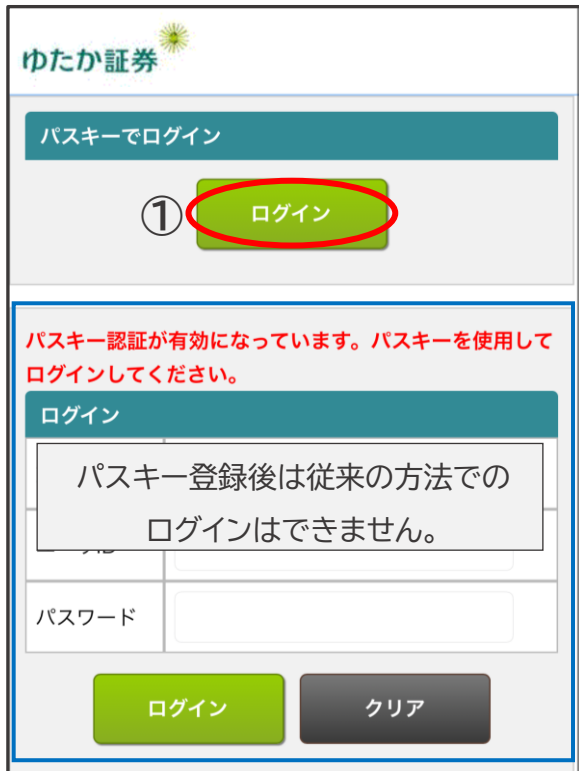 ゆたか証券
パスキーでログイン
①
ログイン
パスキー認証が有効になっています。パスキーを使用して
ログインしてください。
ログイン
パスキー登録後は従来の方法での
ログインはできません。
パスワード
ログイン
クリア